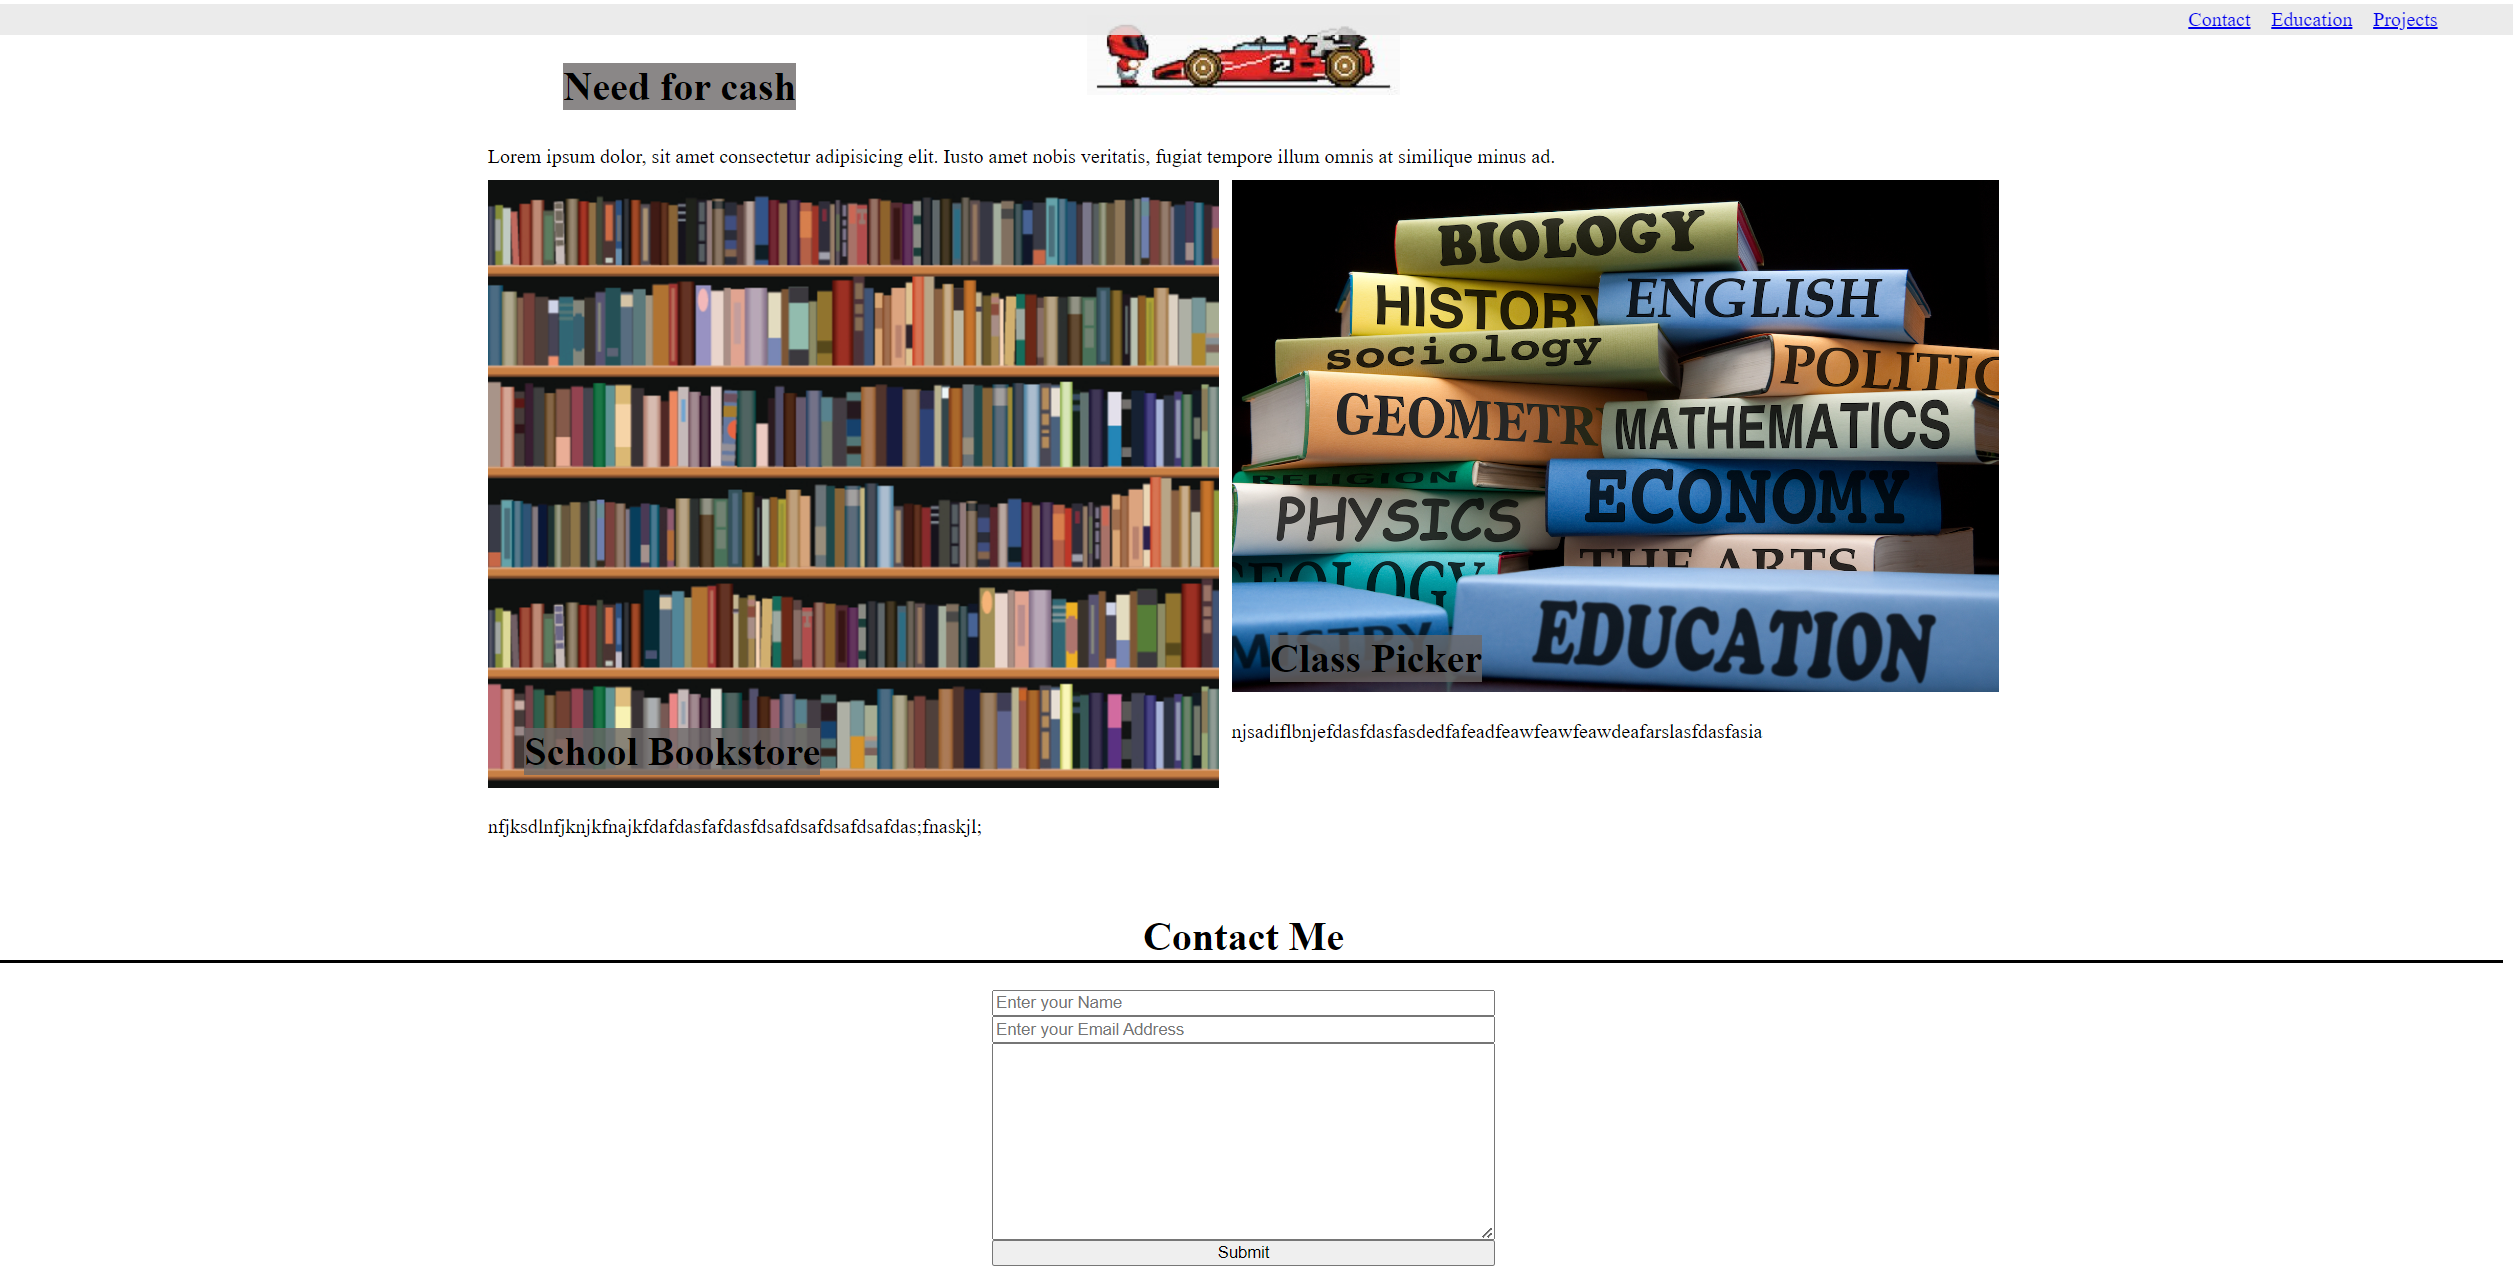 Contact Education Projects
2
Need for cash
Lorem ipsum dolor, sit amet consectetur adipisicing elit. Iusto amet nobis veritatis, fugiat tempore illum omnis at similique minus ad.
BIOLOGY
HISTORY
ENGLISH
sociology
POLITIC
GEOMETR
MATHEMATICS
RELIGION
ECONOMY
PHYSICS
THE ARTS
EOLOGY
EDUCATION
MISTRY
Class Picker
School Bookstore
njsadiflbnjefdasfdasfasdedfafeadfeawfeawfeawdeafarslasfdasfasia
nfjksdlnfjknjkfnajkfdafdasfafdasfdsafdsafdsafdsafdas;fnaskjl;
Contact Me
Enter your Name
Enter your Email Address
Submit